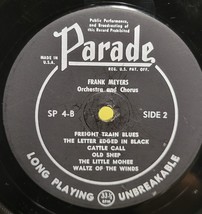 Public Performance,
and Broadcasting of
this Record Prohibited
Parade
MADE IN
U.S.A.
REG. U.S. PAT. OFF.
FRANK MEYERS
Orchestra and Chorus
SP 4-B
SIDE 2
FREIGHT TRAIN BLUES
THE LETTER EDGED IN BLACK
CATTLE CALL
OLD SHEP
THE LITTLE MOHEE
WALTZ OF THE WINDS
33⅓
RPM
LONG PLAYING
UNBREAKABLE